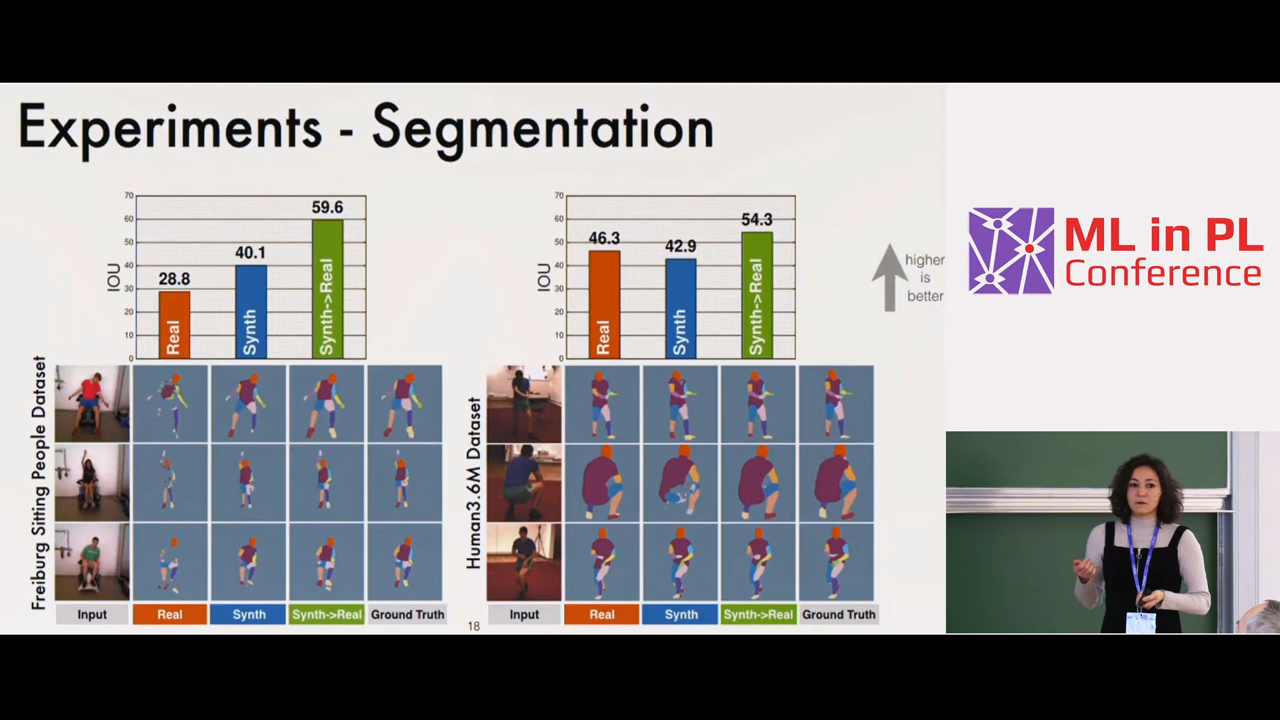 Experiments - Segmentation
70
60
50
40
30
20
10
0
IOU
28.8
40.1
59.6
Real
Synth
Synth->Real
70
60
50
40
30
20
10
0
IOU
46.3
42.9
54.3
Real
Synth
Synth->Real
higher
is
better
Freiburg Sitting People Dataset
Input
Real
Synth
Synth->Real
Ground Truth
Human3.6M Dataset
Input
Real
Synth
Synth->Real
Ground Truth
18
ML in PL
Conference